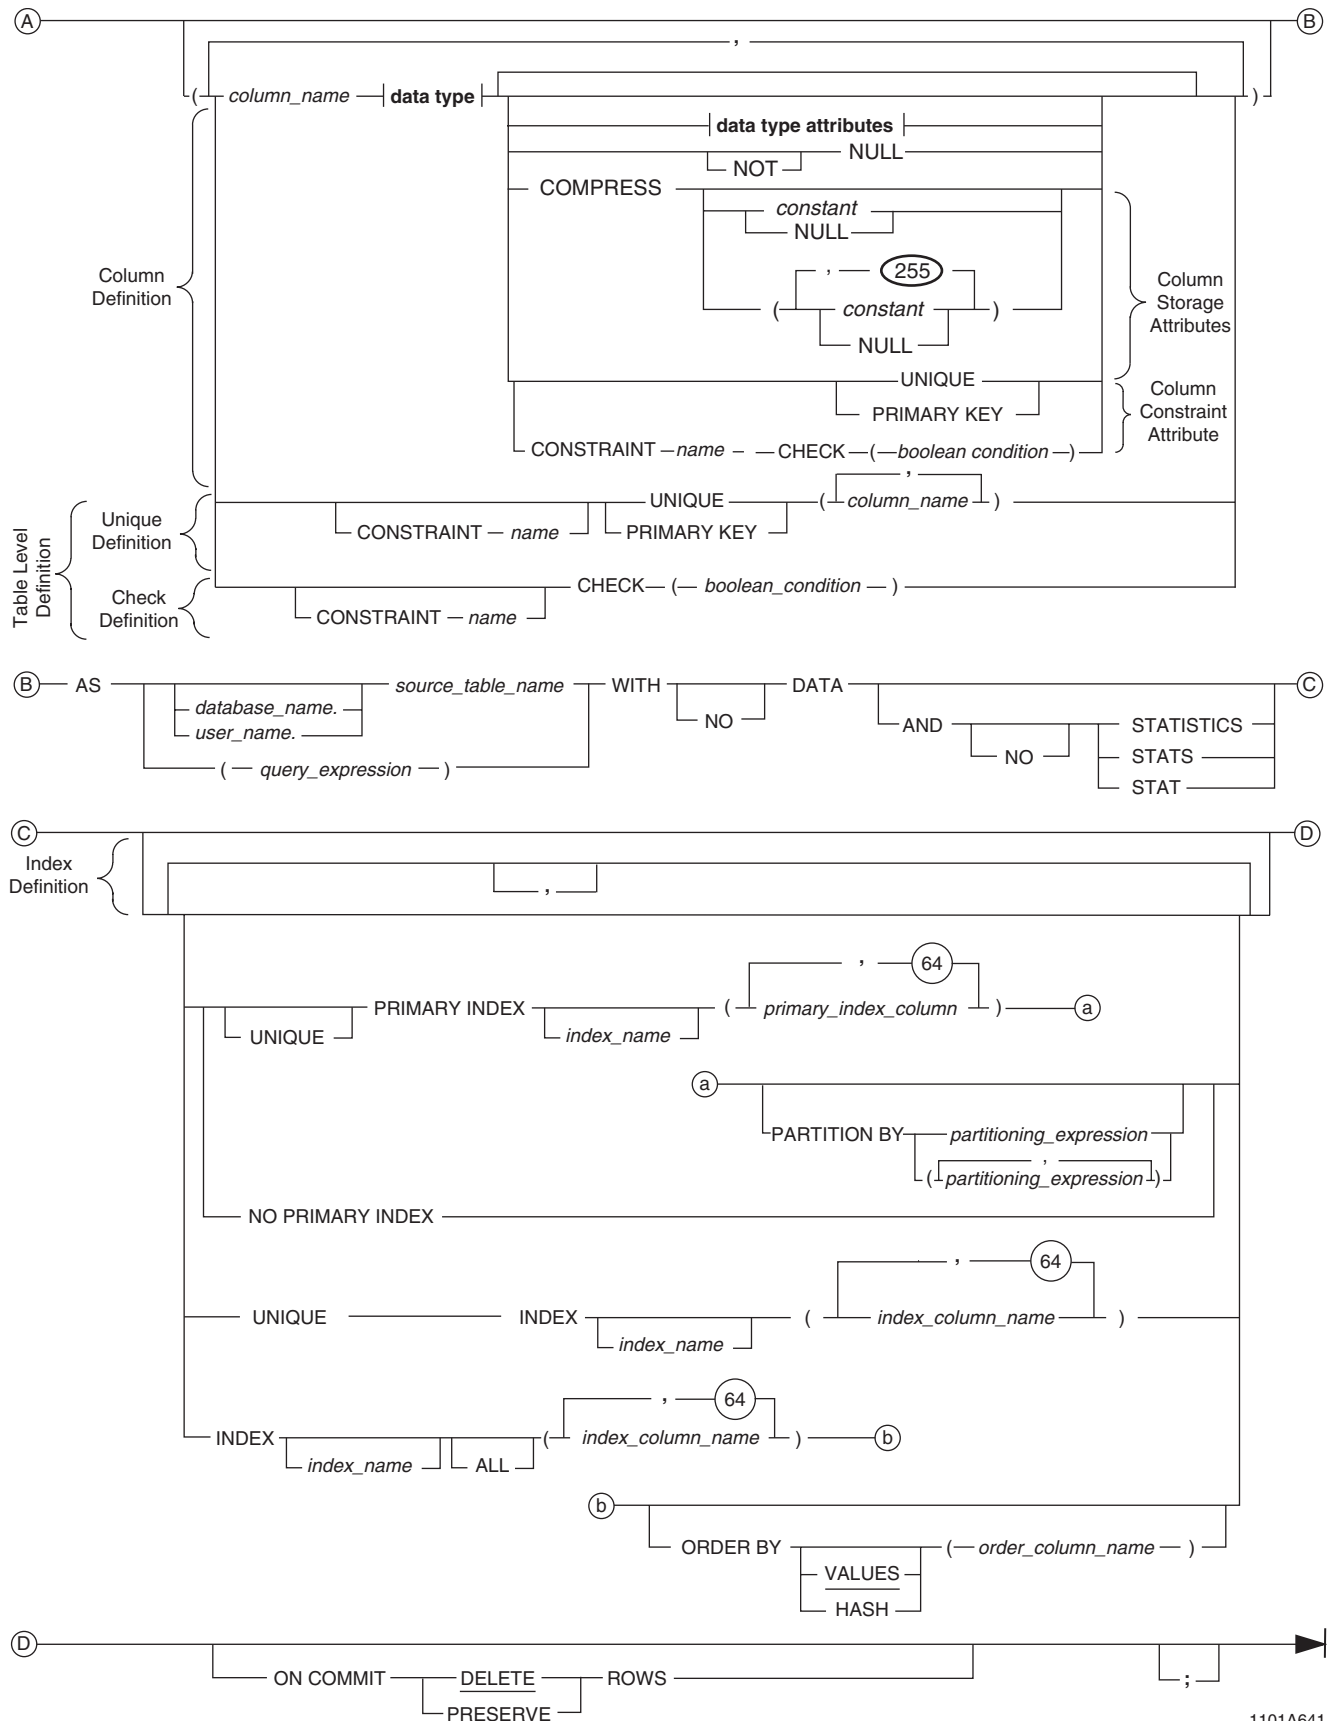 A B
,
( column_name data type )
data type attributes
NOT NULL
COMPRESS
constant
NULL
, 255
( constant )
NULL
Column
Definition
Column
Storage
Attributes
UNIQUE
PRIMARY KEY
Column
Constraint
Attribute
CONSTRAINT name CHECK ( boolean condition )
Table Level
Definition
Unique
Definition
CONSTRAINT name
UNIQUE
PRIMARY KEY
,
( column_name )
Check
Definition
CONSTRAINT name
CHECK ( boolean_condition )
B AS source_table_name WITH DATA C
database_name.
user_name.
( query_expression )
NO
AND STATISTICS
NO STATS
STAT
C D
Index
Definition
,
, 64
PRIMARY INDEX ( primary_index_column ) a
UNIQUE index_name
a
PARTITION BY partitioning_expression
,
( partitioning_expression )
NO PRIMARY INDEX
, 64
UNIQUE INDEX ( index_column_name )
index_name
, 64
INDEX ( index_column_name ) b
index_name ALL
b
ORDER BY ( order_column_name )
VALUES
HASH
D
ON COMMIT DELETE ROWS ;
PRESERVE
1101A641